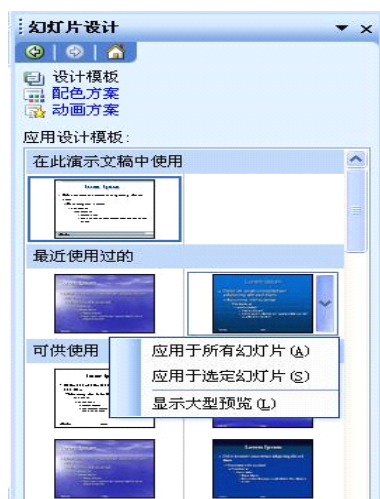 幻灯片设计
设计模板
配色方案
动画方案
应用设计模板:
在此演示文稿中使用
最近使用过的
可供使用
应用于所有幻灯片(A)
应用于选定幻灯片(S)
显示大型预览(L)